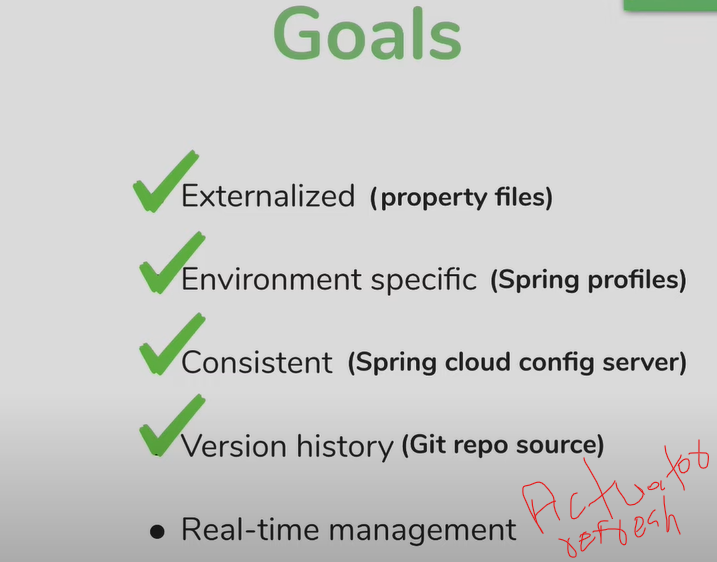 Goals
Externalized (property files)
Environment specific (Spring profiles)
Consistent (Spring cloud config server)
Version history (Git repo source)
• Real-time management
Actuator
refresh